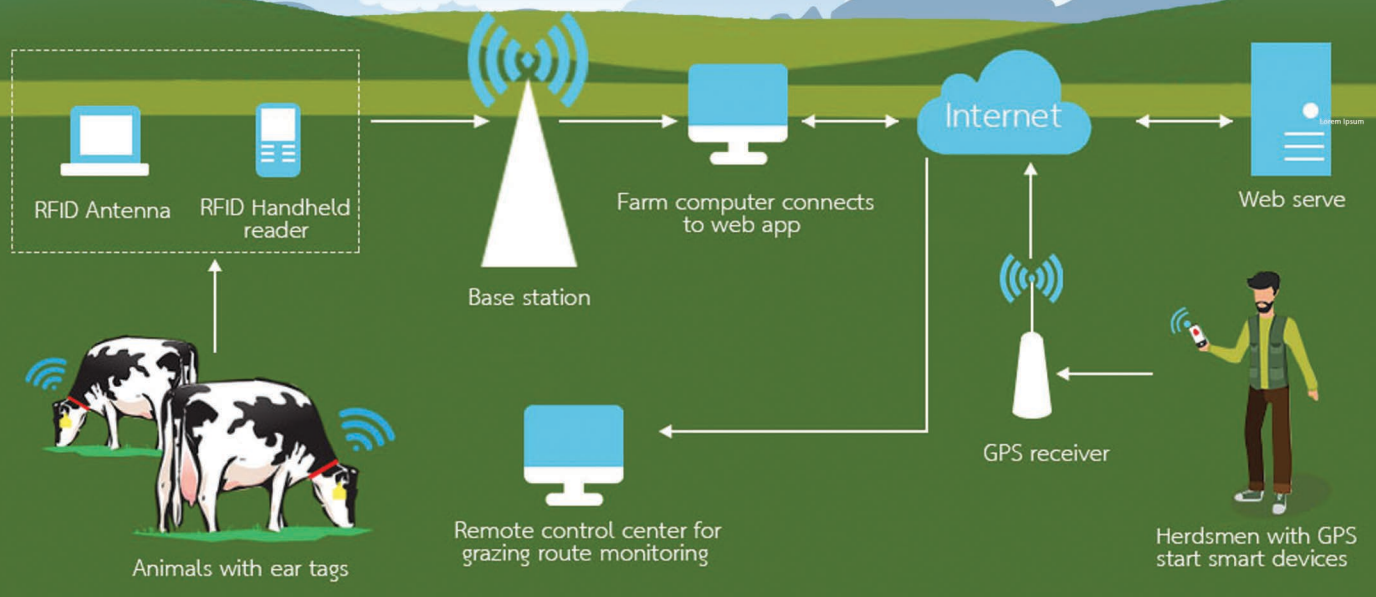 RFID Antenna
RFID Handheld
reader
Base station
Farm computer connects
to web app
Internet
Lorem Ipsum
Web serve
Animals with ear tags
Remote control center for
grazing route monitoring
GPS receiver
Herdsmen with GPS
start smart devices